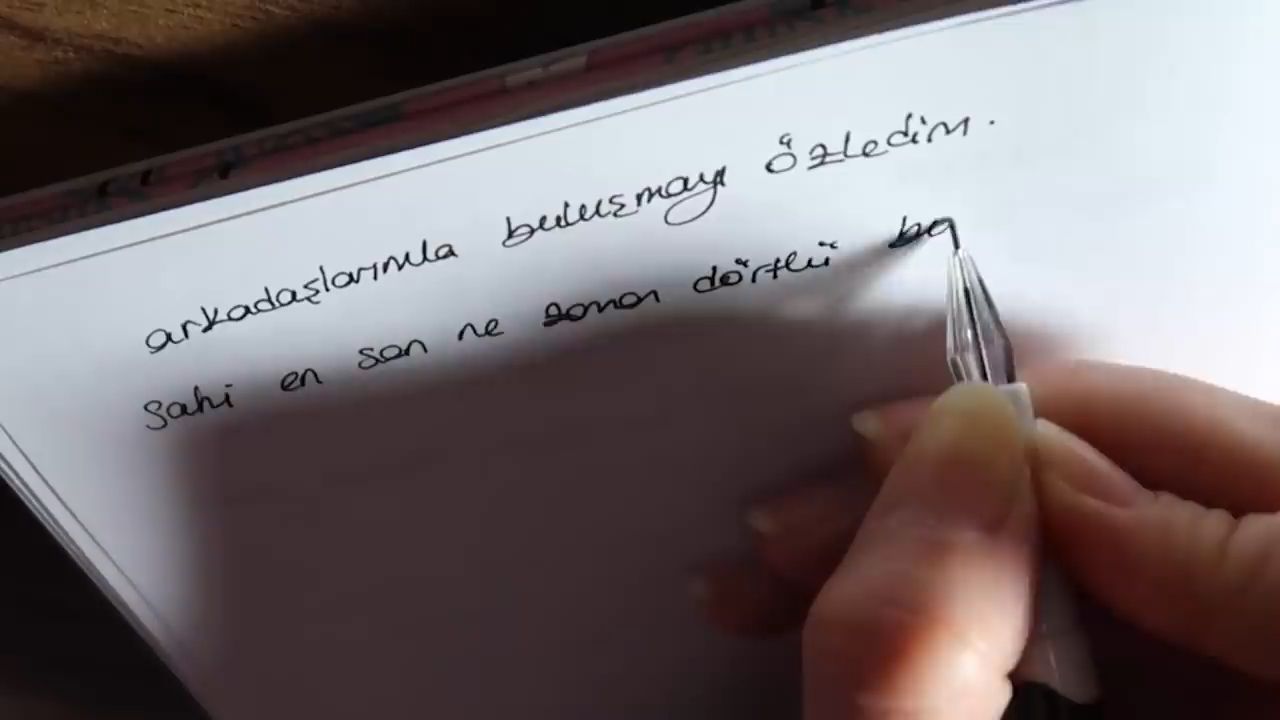 arkadaşlarımla buluşmayı özledim.
Sahi en son ne zaman dörtlü